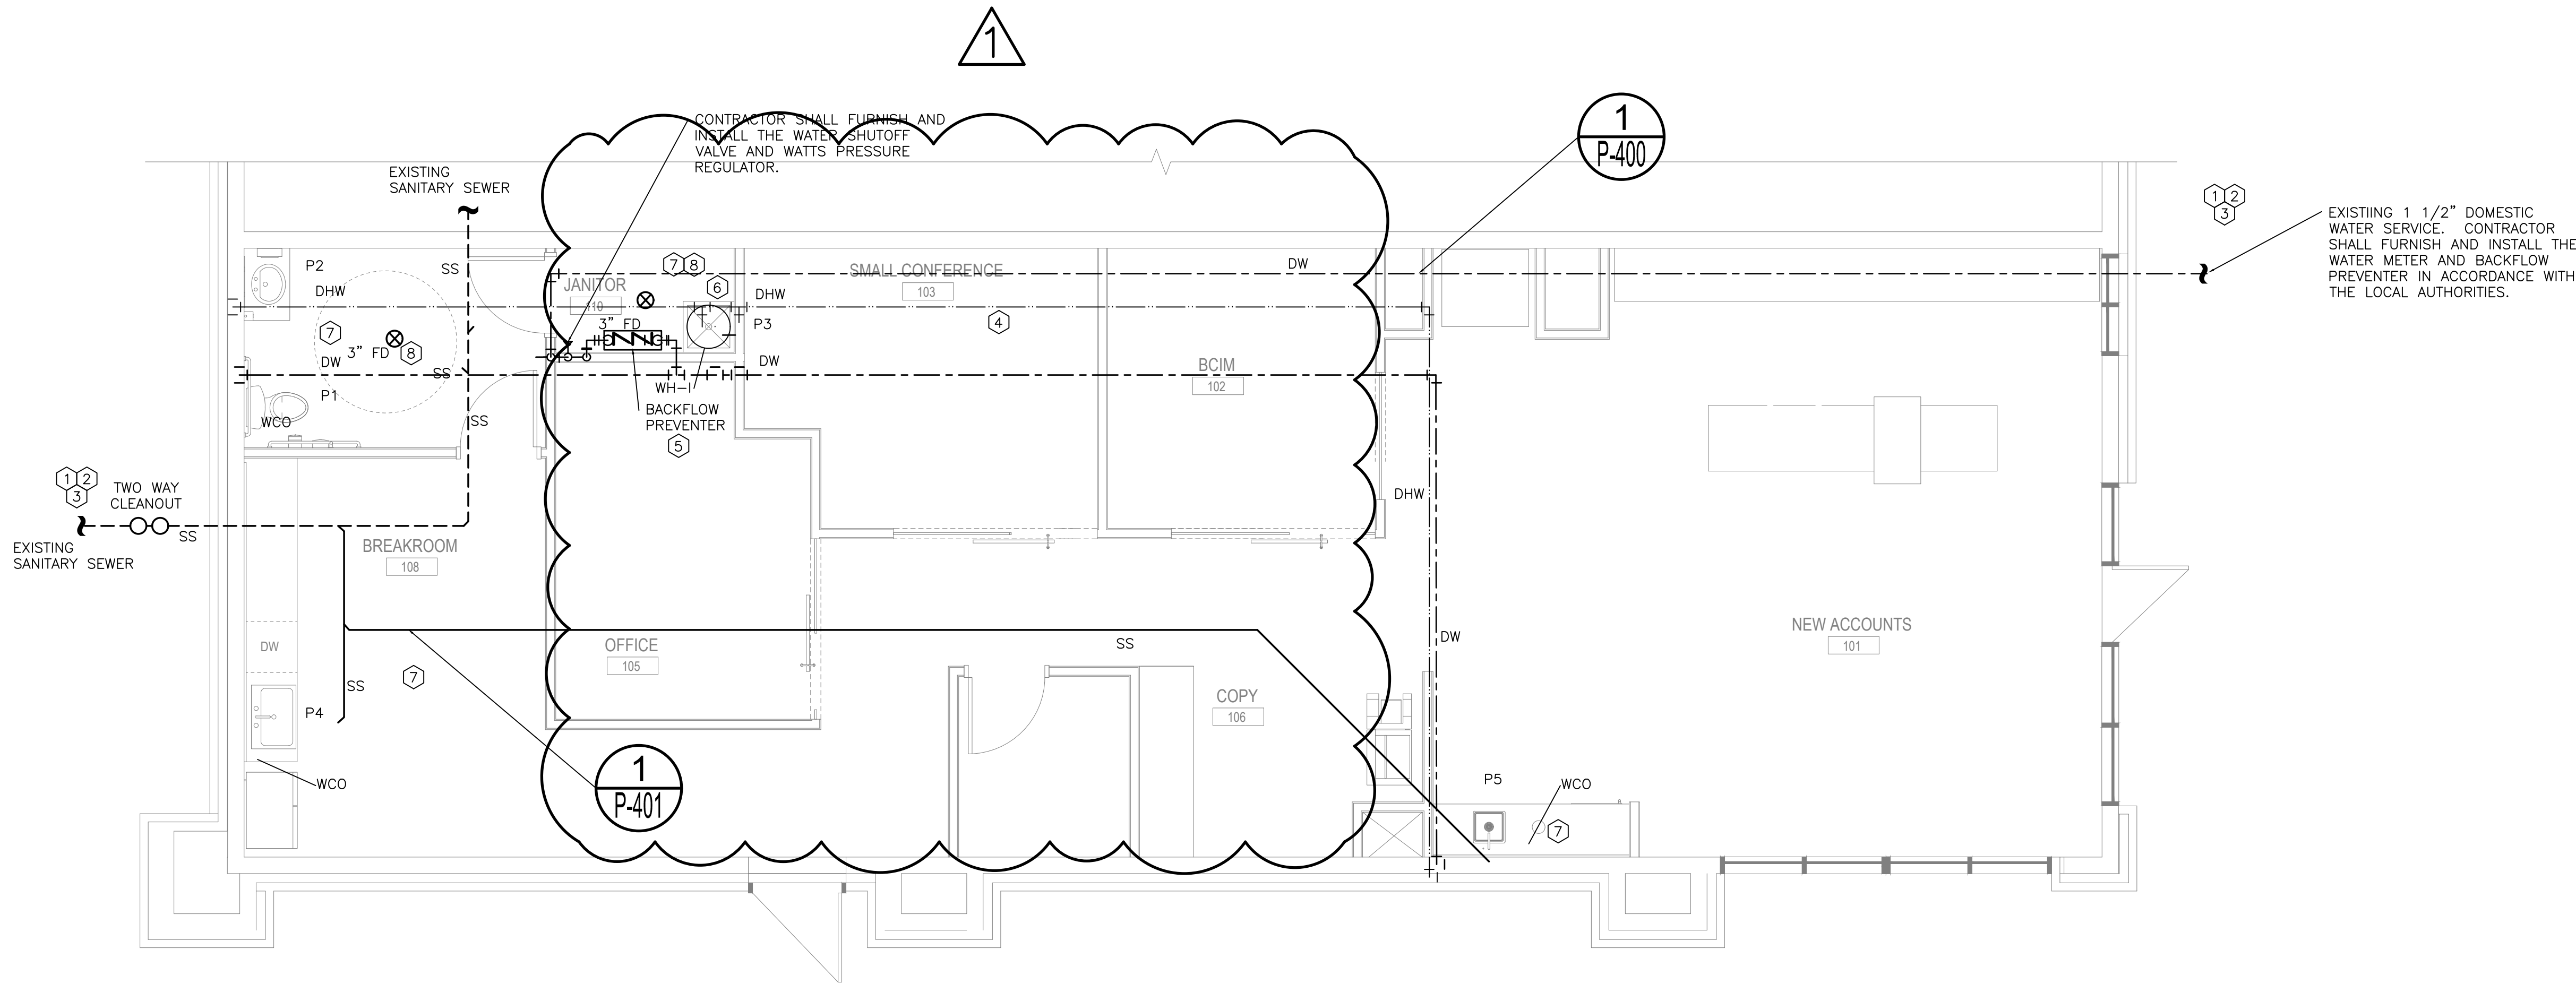 1
CONTRACTOR SHALL FURNISH AND
INSTALL THE WATER SHUTOFF
VALVE AND WATTS PRESSURE
REGULATOR.
1
P-400
EXISTING
SANITARY SEWER
1 2
3
EXISTIING 1 1/2" DOMESTIC
WATER SERVICE. CONTRACTOR
SHALL FURNISH AND INSTALL THE
WATER METER AND BACKFLOW
PREVENTER IN ACCORDANCE WITH
THE LOCAL AUTHORITIES.
P2
SS
DHW
7
3" FD
8
DW
SS
P1
WCO
SS
JANITOR
110
7 8
6
3" FD
DHW
P3
DW
WH-1
BACKFLOW
PREVENTER
5
SMALL CONFERENCE
103
4
DW
BCIM
102
DHW
DW
1 2
3
TWO WAY
CLEANOUT
SS
EXISTING
SANITARY SEWER
BREAKROOM
108
DW
SS
7
P4
WCO
OFFICE
105
SS
COPY
106
1
P-401
NEW ACCOUNTS
101
P5
WCO
7